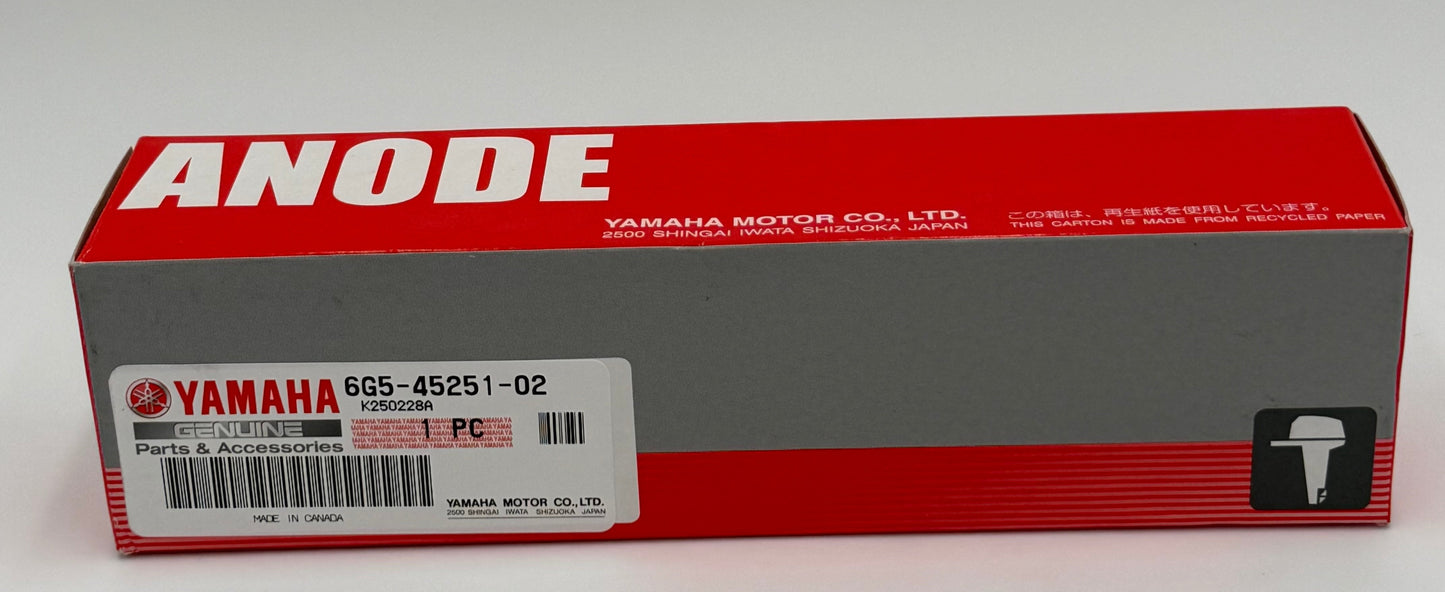 ANODE
YAMAHA MOTOR CO., LTD.
2500 SHINGAI IWATA SHIZUOKA JAPAN
この箱は、再生紙を使用しています。
THIS CARTON IS MADE FROM RECYCLED PAPER
YAMAHA
6G5-45251-02
K250228A
GENUINE
1 PC
Parts & Accessories
YAMAHA MOTOR CO., LTD.
2500 SHINGAI IWATA SHIZUOKA JAPAN
MADE IN CANADA